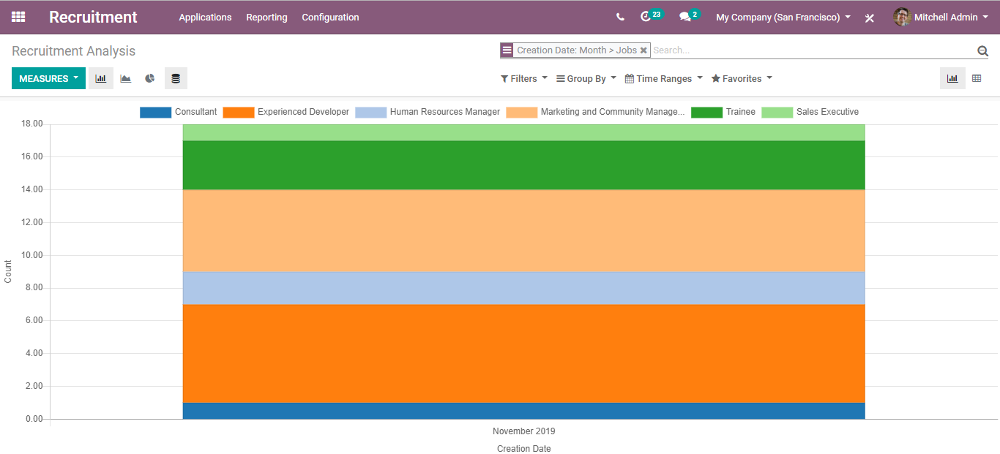 Recruitment Applications Reporting Configuration 23 2 My Company (San Francisco) Mitchell Admin
Recruitment Analysis Creation Date: Month > Jobs Search...
MEASURES Filters Group By Time Ranges Favorites
Consultant Experienced Developer Human Resources Manager Marketing and Community Manage... Trainee Sales Executive
18.00
16.00
14.00
12.00
10.00
8.00
6.00
4.00
2.00
0.00
Count
November 2019
Creation Date